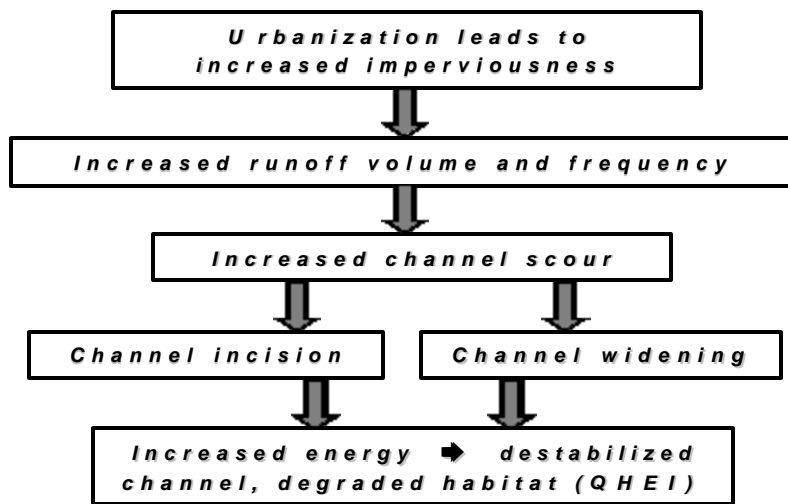 Urbanization leads to
increased imperviousness
Increased runoff volume and frequency
Increased channel scour
Channel incision
Channel widening
Increased energy 🡆 destabilized
channel, degraded habitat (QHEI)